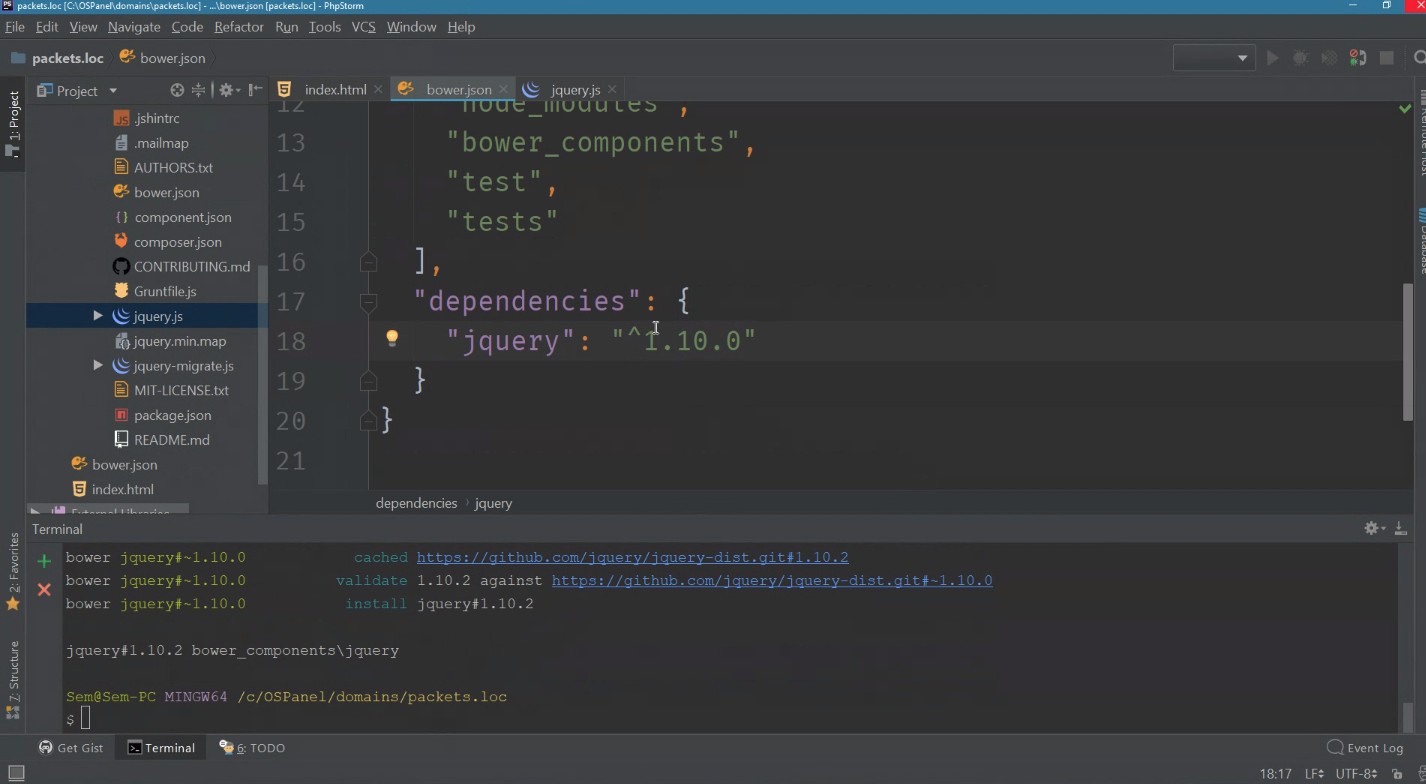 packets.loc [C:\OSPanel\domains\packets.loc] - ...\bower.json [packets.loc] - PhpStorm
File Edit View Navigate Code Refactor Run Tools VCS Window Help
packets.loc bower.json
1: Project
Project
index.html bower.json jquery.js
.jshintrc
.mailmap
AUTHORS.txt
bower.json
component.json
composer.json
CONTRIBUTING.md
Gruntfile.js
jquery.js
jquery.min.map
jquery-migrate.js
MIT-LICENSE.txt
package.json
README.md
bower.json
index.html
External Libraries
12 "node_modules",
13 "bower_components",
14 "test",
15 "tests"
16 ],
17 "dependencies": {
18 "jquery": "^1.10.0"
19 }
20 }
21
dependencies › jquery
Remote Host
Database
2: Favorites
7: Structure
Terminal
bower jquery#~1.10.0 cached https://github.com/jquery/jquery-dist.git#1.10.2
bower jquery#~1.10.0 validate 1.10.2 against https://github.com/jquery/jquery-dist.git#~1.10.0
bower jquery#~1.10.0 install jquery#1.10.2
jquery#1.10.2 bower_components\jquery
Sem@Sem-PC MINGW64 /c/OSPanel/domains/packets.loc
$
Get Gist Terminal 6: TODO Event Log
18:17 LF UTF-8